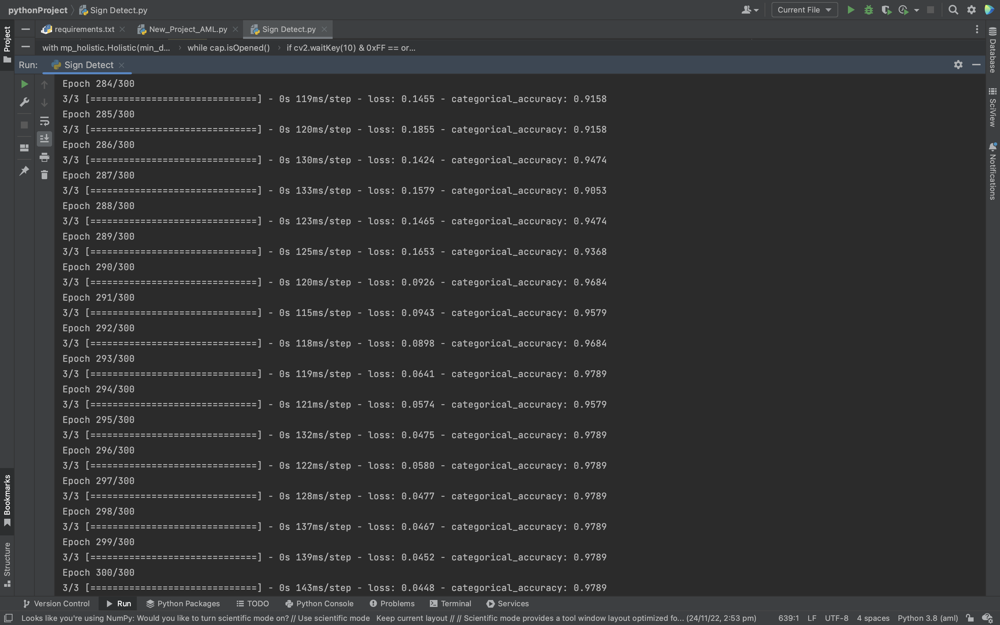 pythonProject Sign Detect.py Current File
requirements.txt New_Project_AML.py Sign Detect.py
with mp_holistic.Holistic(min_d... while cap.isOpened() if cv2.waitKey(10) & 0xFF == or...
Run: Sign Detect
Epoch 284/300
3/3 [==============================] - 0s 119ms/step - loss: 0.1455 - categorical_accuracy: 0.9158
Epoch 285/300
3/3 [==============================] - 0s 120ms/step - loss: 0.1855 - categorical_accuracy: 0.9158
Epoch 286/300
3/3 [==============================] - 0s 130ms/step - loss: 0.1424 - categorical_accuracy: 0.9474
Epoch 287/300
3/3 [==============================] - 0s 133ms/step - loss: 0.1579 - categorical_accuracy: 0.9053
Epoch 288/300
3/3 [==============================] - 0s 123ms/step - loss: 0.1465 - categorical_accuracy: 0.9474
Epoch 289/300
3/3 [==============================] - 0s 125ms/step - loss: 0.1653 - categorical_accuracy: 0.9368
Epoch 290/300
3/3 [==============================] - 0s 120ms/step - loss: 0.0926 - categorical_accuracy: 0.9684
Epoch 291/300
3/3 [==============================] - 0s 115ms/step - loss: 0.0943 - categorical_accuracy: 0.9579
Epoch 292/300
3/3 [==============================] - 0s 118ms/step - loss: 0.0898 - categorical_accuracy: 0.9684
Epoch 293/300
3/3 [==============================] - 0s 119ms/step - loss: 0.0641 - categorical_accuracy: 0.9789
Epoch 294/300
3/3 [==============================] - 0s 121ms/step - loss: 0.0574 - categorical_accuracy: 0.9579
Epoch 295/300
3/3 [==============================] - 0s 132ms/step - loss: 0.0475 - categorical_accuracy: 0.9789
Epoch 296/300
3/3 [==============================] - 0s 122ms/step - loss: 0.0580 - categorical_accuracy: 0.9789
Epoch 297/300
3/3 [==============================] - 0s 128ms/step - loss: 0.0477 - categorical_accuracy: 0.9789
Epoch 298/300
3/3 [==============================] - 0s 137ms/step - loss: 0.0467 - categorical_accuracy: 0.9789
Epoch 299/300
3/3 [==============================] - 0s 139ms/step - loss: 0.0452 - categorical_accuracy: 0.9789
Epoch 300/300
3/3 [==============================] - 0s 143ms/step - loss: 0.0448 - categorical_accuracy: 0.9789
Project
Bookmarks
Structure
Database
SciView
Notifications
Version Control Run Python Packages TODO Python Console Problems Terminal Services
Looks like you're using NumPy: Would you like to turn scientific mode on? // Use scientific mode Keep current layout // // Scientific mode provides a tool window layout optimized fo... (24/11/22, 2:53 pm) 639:1 LF UTF-8 4 spaces Python 3.8 (aml)